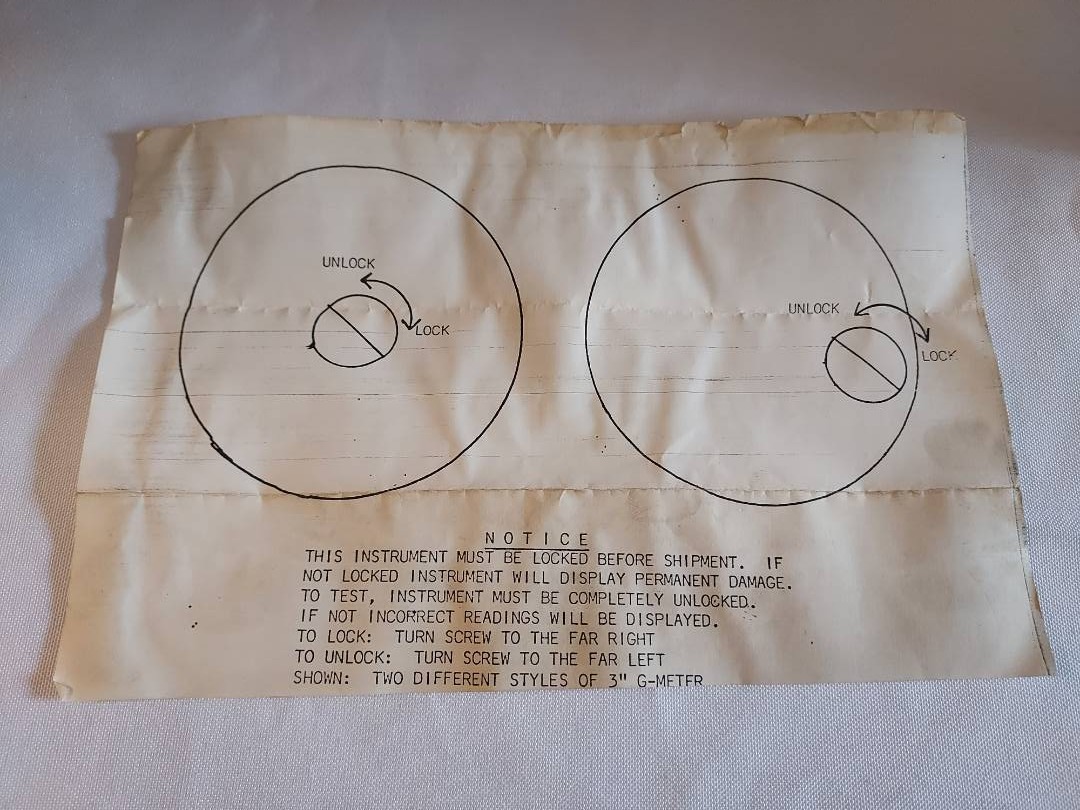 UNLOCK
LOCK
UNLOCK
LOCK
N O T I C E
THIS INSTRUMENT MUST BE LOCKED BEFORE SHIPMENT. IF
NOT LOCKED INSTRUMENT WILL DISPLAY PERMANENT DAMAGE.
TO TEST, INSTRUMENT MUST BE COMPLETELY UNLOCKED.
IF NOT INCORRECT READINGS WILL BE DISPLAYED.
TO LOCK: TURN SCREW TO THE FAR RIGHT
TO UNLOCK: TURN SCREW TO THE FAR LEFT
SHOWN: TWO DIFFERENT STYLES OF 3" G-METER